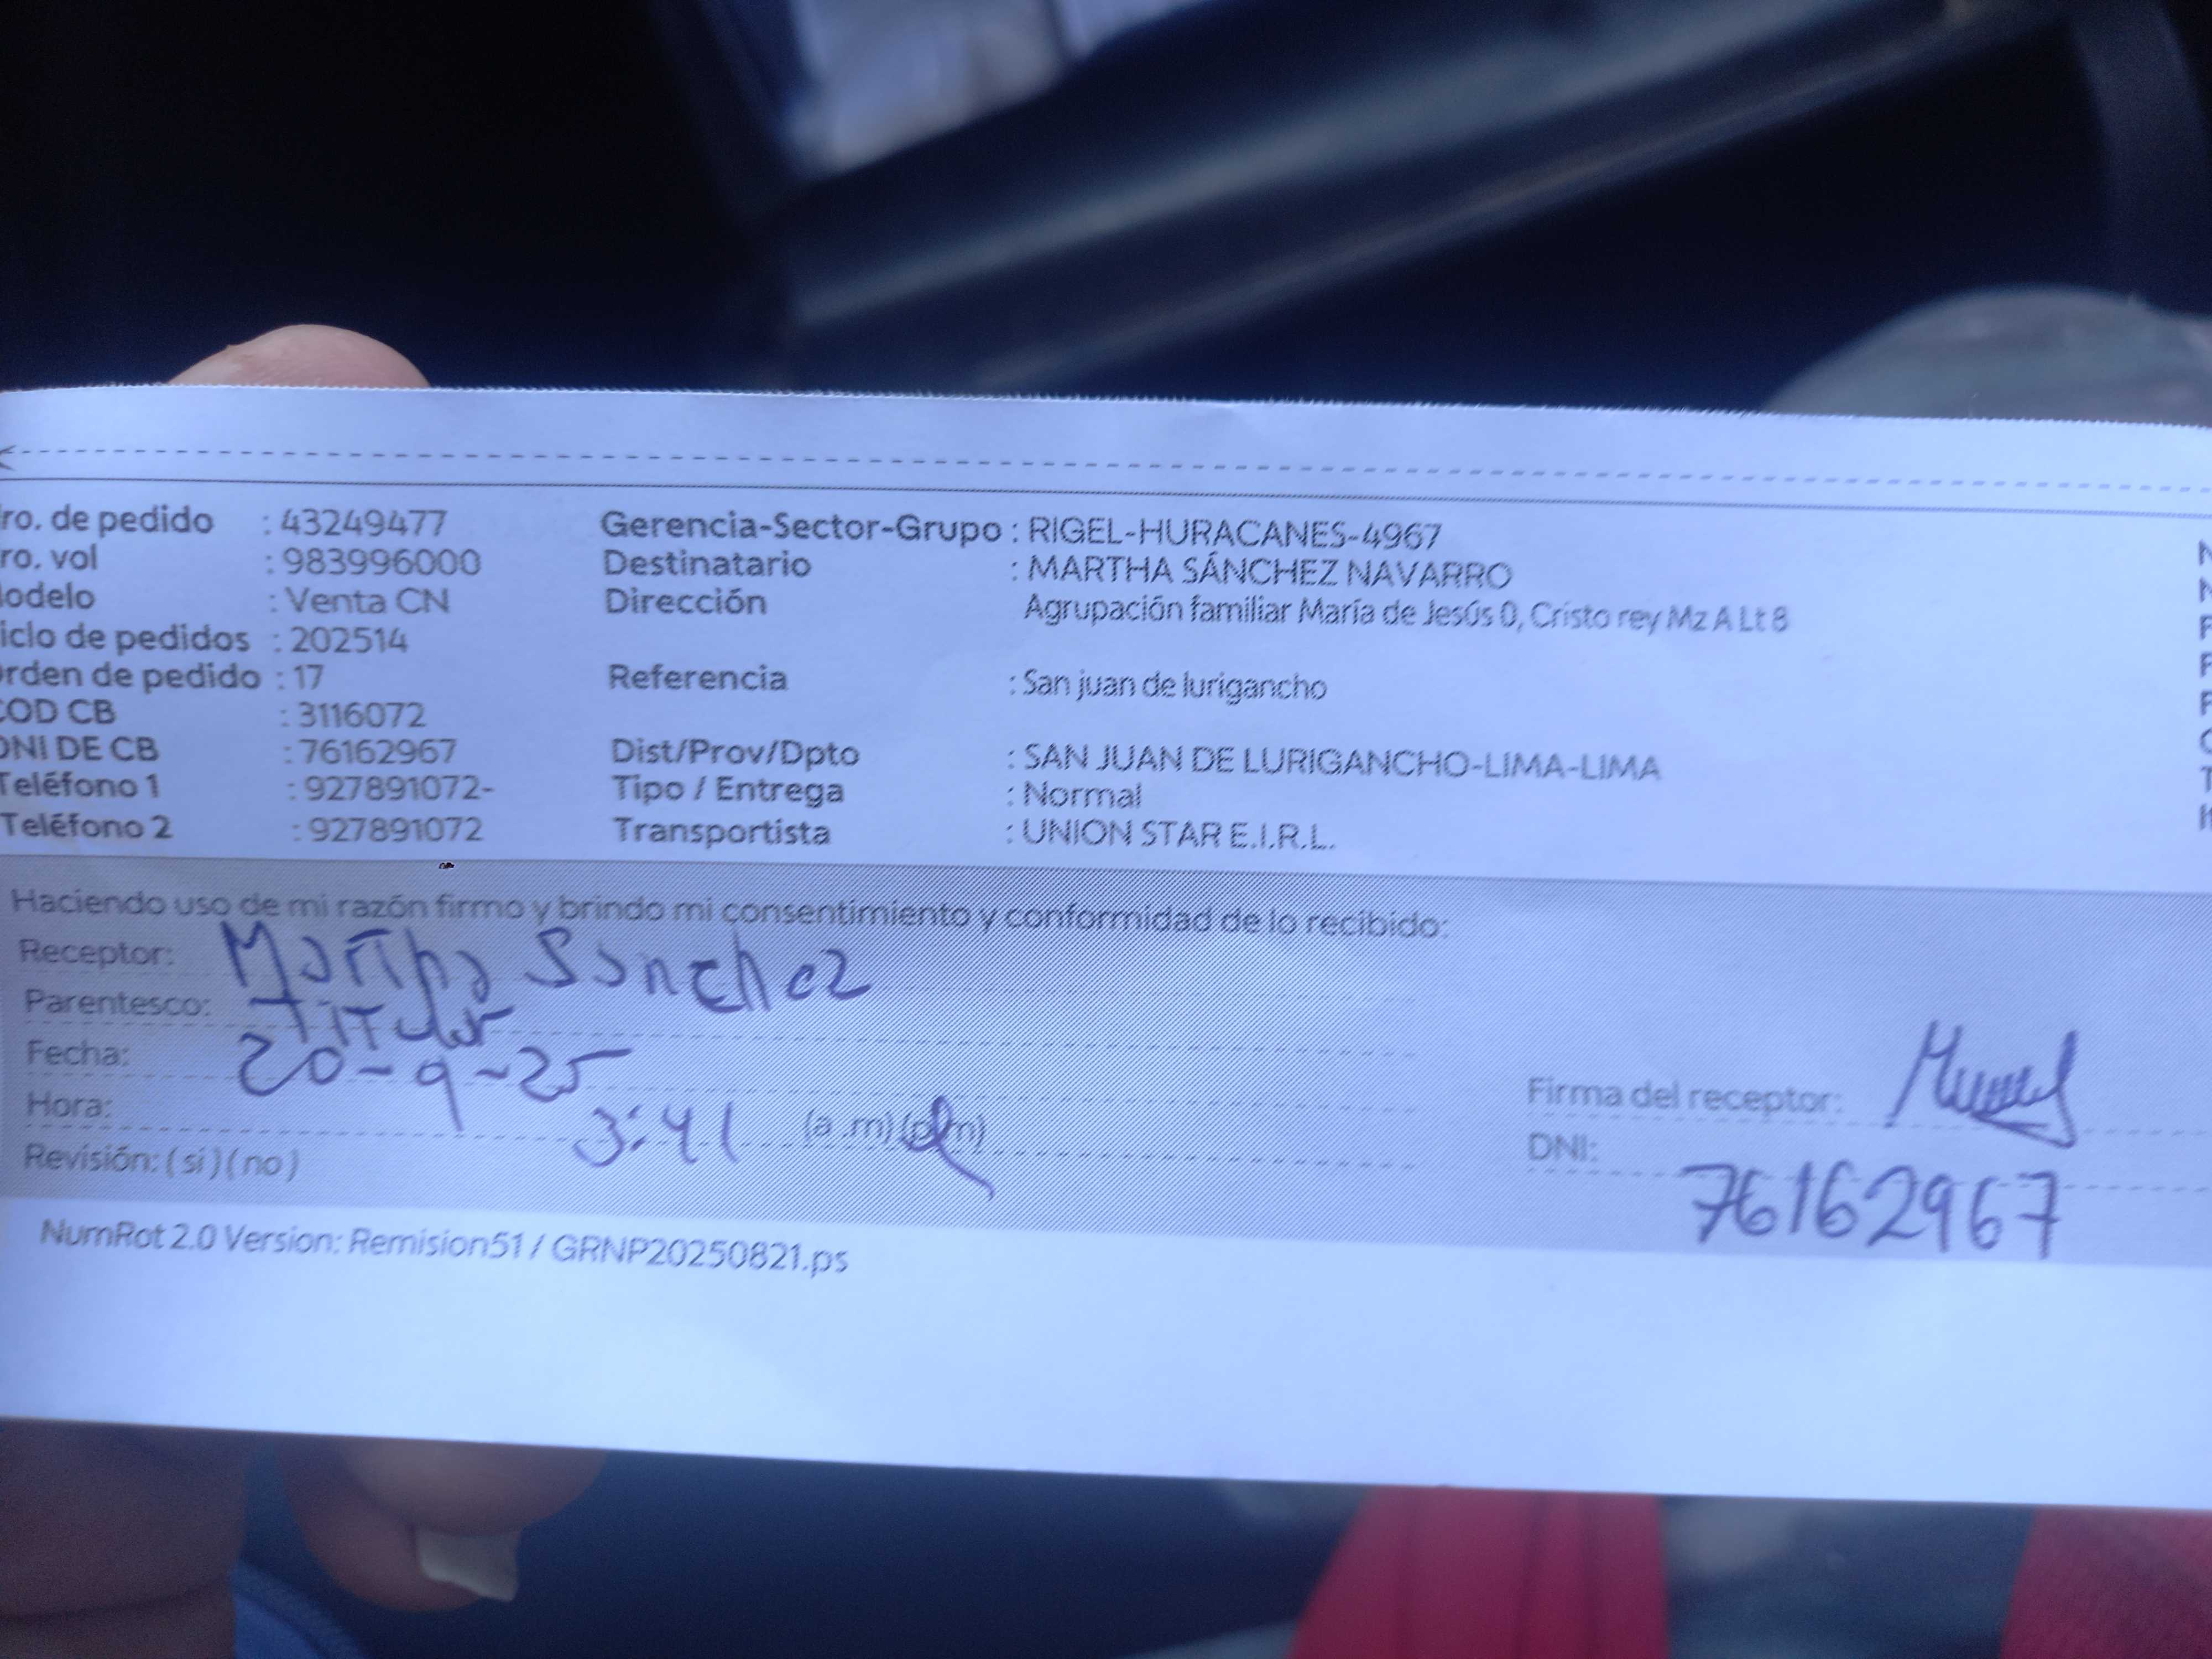 ro. de pedido : 43249477 Gerencia-Sector-Grupo : RIGEL-HURACANES-4967
ro. vol : 983996000 Destinatario : MARTHA SÁNCHEZ NAVARRO
odelo : Venta CN Dirección Agrupación familiar María de Jesús 0, Cristo rey Mz A Lt 8
iclo de pedidos : 202514
rden de pedido : 17 Referencia : San juan de lurigancho
COD CB : 3116072
DNI DE CB : 76162967 Dist/Prov/Dpto : SAN JUAN DE LURIGANCHO-LIMA-LIMA
Teléfono 1 : 927891072- Tipo / Entrega : Normal
Teléfono 2 : 927891072 Transportista : UNION STAR E.I.R.L.
Haciendo uso de mi razón firmo y brindo mi consentimiento y conformidad de lo recibido:
Receptor: Martha Sanchez
Parentesco: Titular
Fecha: 20-9-25
Hora: 3:41 (a .m) (p.m)
Revisión: ( si ) ( no )
Firma del receptor:
DNI: 76162967
NumRot 2.0 Version: Remision51 / GRNP20250821.ps